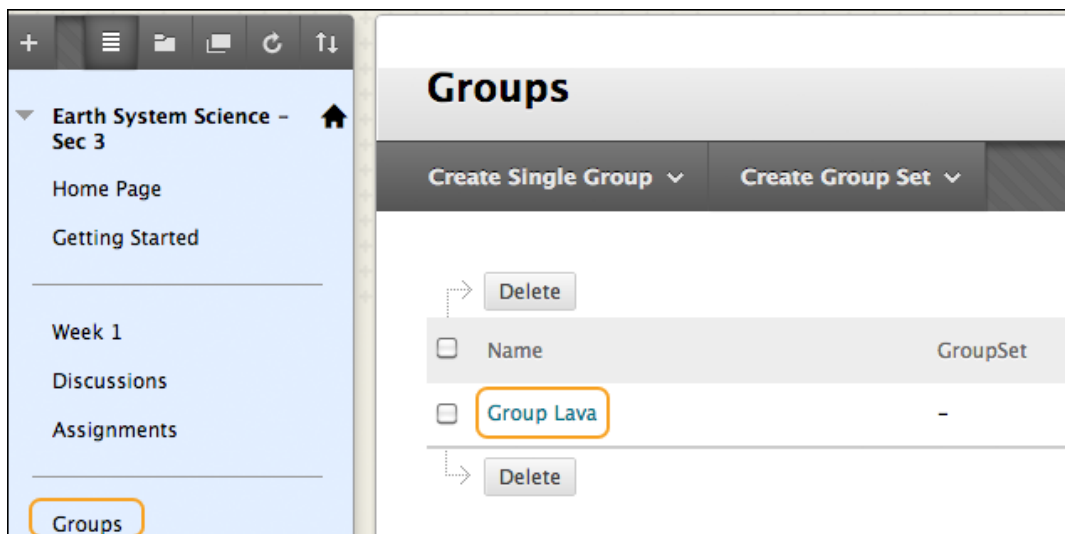 Earth System Science –
Sec 3
Home Page
Getting Started
Week 1
Discussions
Assignments
Groups
Groups
Create Single Group
Create Group Set
Delete
Name
GroupSet
Group Lava
–
Delete